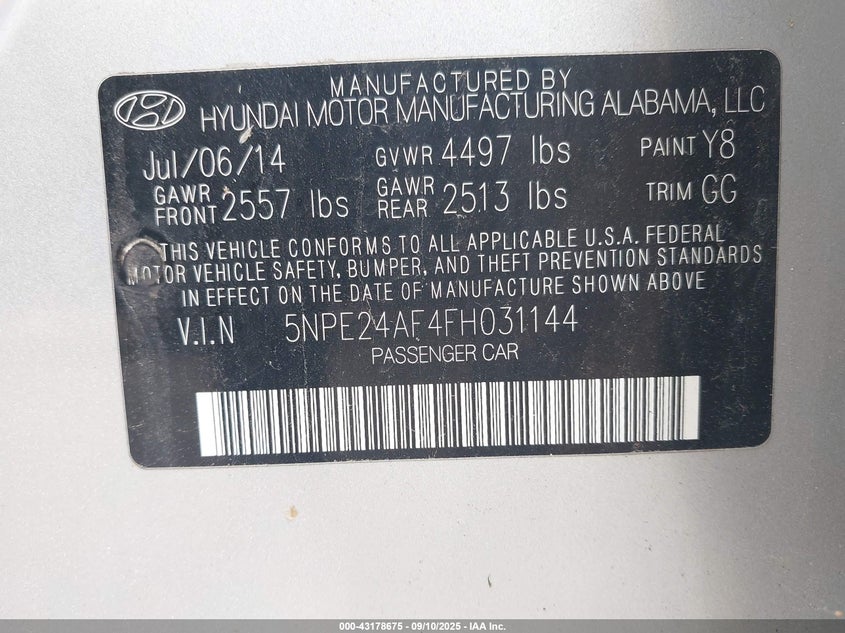 MANUFACTURED BY
HYUNDAI MOTOR MANUFACTURING ALABAMA, LLC
Jul/06/14 GVWR 4497 lbs PAINT Y8
GAWR FRONT 2557 lbs GAWR REAR 2513 lbs TRIM GG
THIS VEHICLE CONFORMS TO ALL APPLICABLE U.S.A. FEDERAL
MOTOR VEHICLE SAFETY, BUMPER, AND THEFT PREVENTION STANDARDS
IN EFFECT ON THE DATE OF MANUFACTURE SHOWN ABOVE
V.I.N 5NPE24AF4FH031144
PASSENGER CAR
000-43178675 - 09/10/2025 - IAA Inc.